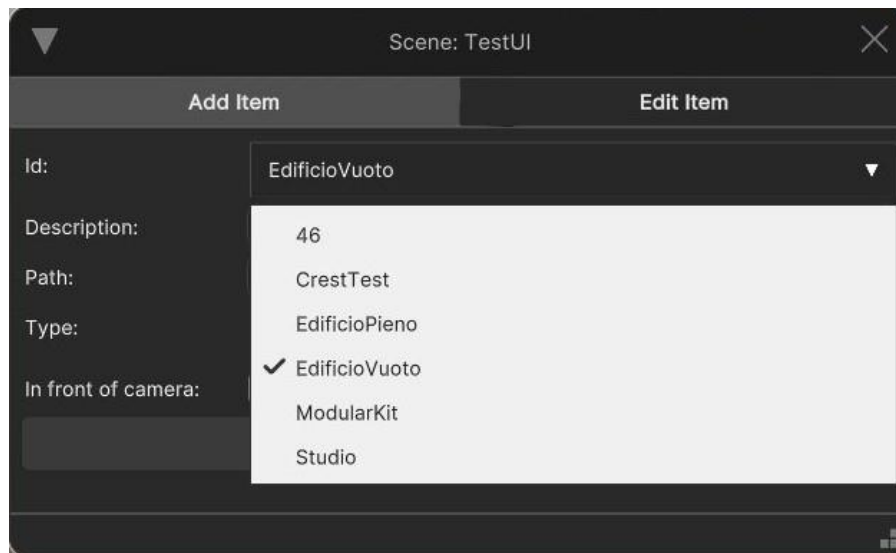 Scene: TestUI
Add Item Edit Item
Id: EdificioVuoto
Description:
46
Path:
CrestTest
Type:
EdificioPieno
EdificioVuoto
In front of camera:
ModularKit
Studio